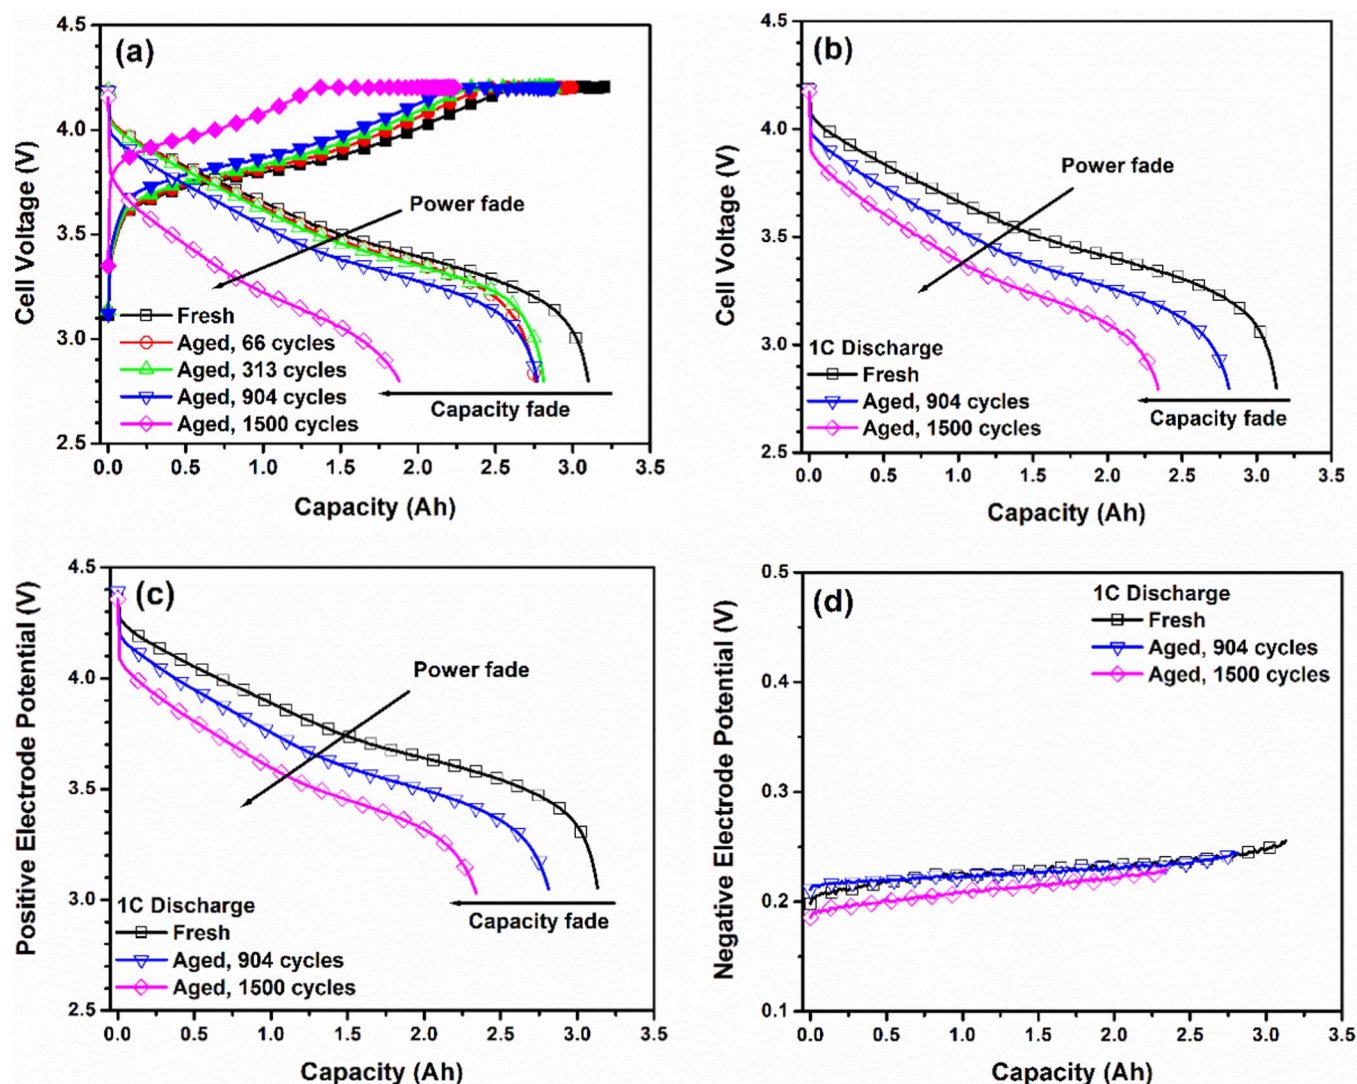 (a)
4.5
4.0
3.5
3.0
2.5
Cell Voltage (V)
Power fade
Fresh
Aged, 66 cycles
Aged, 313 cycles
Aged, 904 cycles
Aged, 1500 cycles
Capacity fade
0.0 0.5 1.0 1.5 2.0 2.5 3.0 3.5
Capacity (Ah)
(b)
4.5
4.0
3.5
3.0
2.5
Cell Voltage (V)
Power fade
1C Discharge
Fresh
Aged, 904 cycles
Aged, 1500 cycles
Capacity fade
0.0 0.5 1.0 1.5 2.0 2.5 3.0 3.5
Capacity (Ah)
(c)
4.5
4.0
3.5
3.0
2.5
Positive Electrode Potential (V)
Power fade
1C Discharge
Fresh
Aged, 904 cycles
Aged, 1500 cycles
Capacity fade
0.0 0.5 1.0 1.5 2.0 2.5 3.0 3.5
Capacity (Ah)
(d)
0.5
0.4
0.3
0.2
0.1
Negative Electrode Potential (V)
1C Discharge
Fresh
Aged, 904 cycles
Aged, 1500 cycles
0.0 0.5 1.0 1.5 2.0 2.5 3.0 3.5
Capacity (Ah)